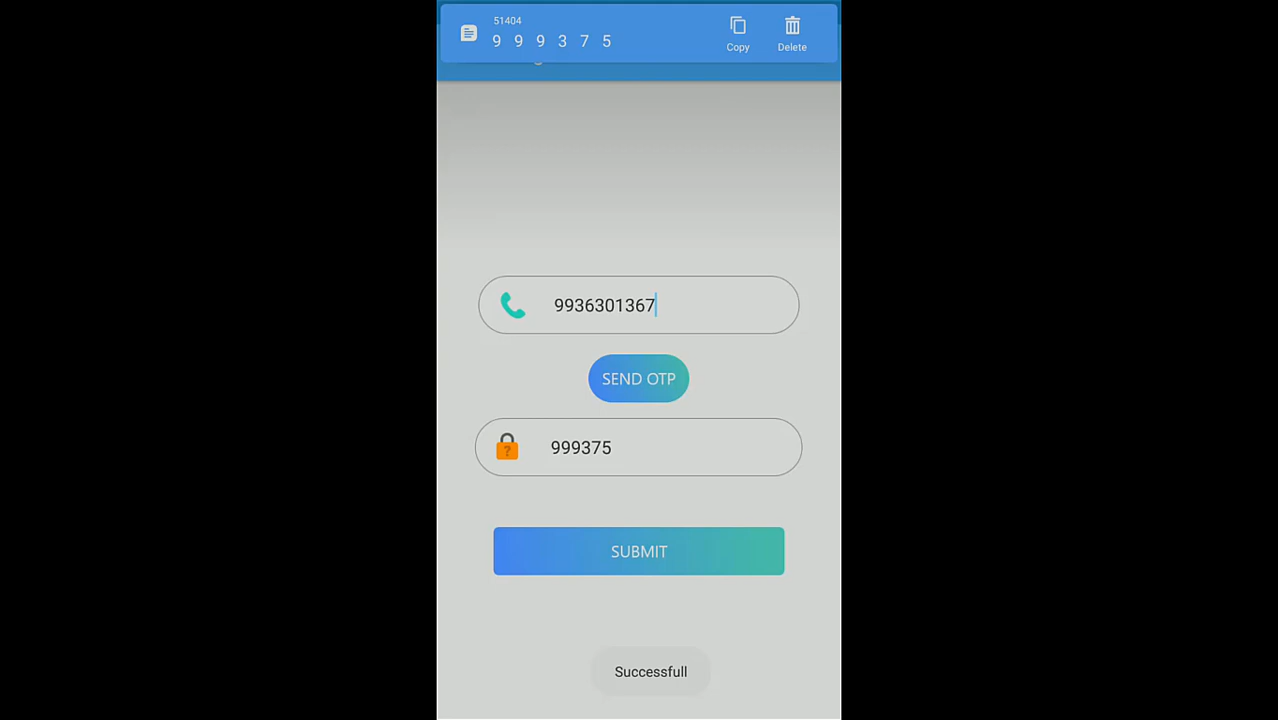 51404
9 9 9 3 7 5
Copy
Delete
9936301367
SEND OTP
999375
SUBMIT
Successfull